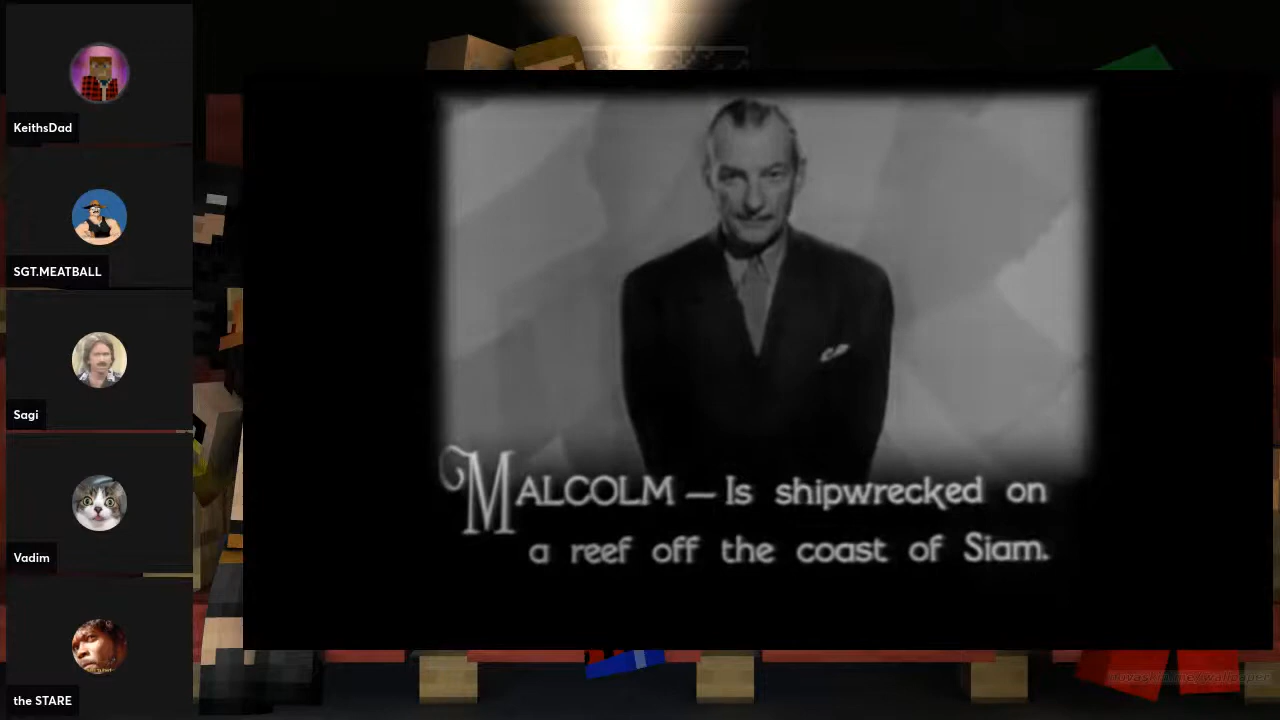 KeithsDad
SGT.MEATBALL
Sagi
Vadim
the STARE
MALCOLM — Is shipwrecked on
a reef off the coast of Siam.